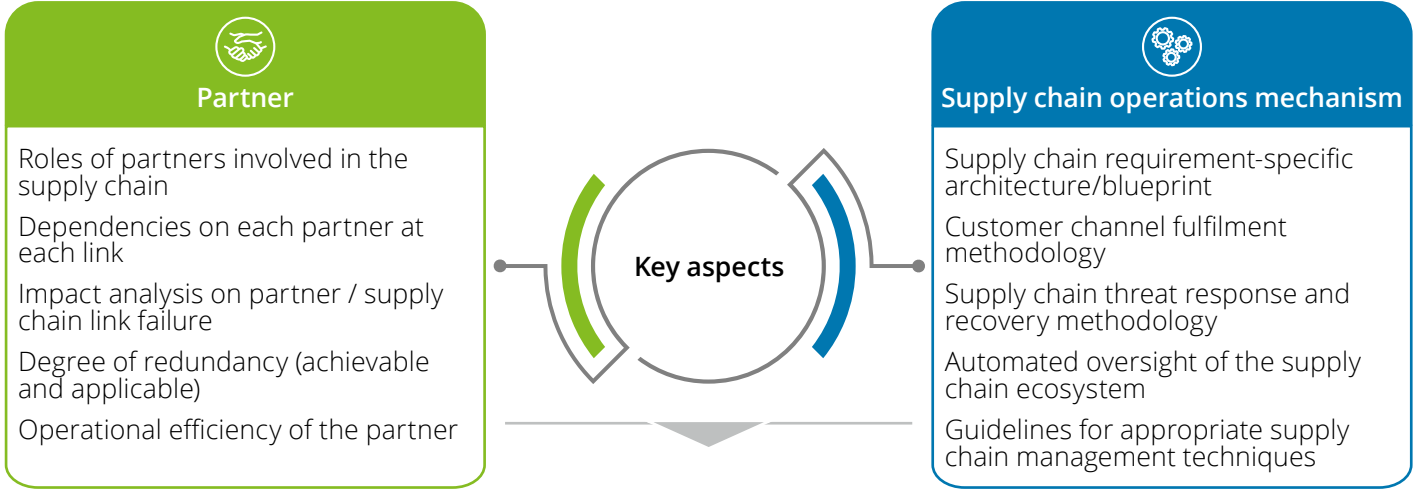 Partner
Roles of partners involved in the
supply chain
Dependencies on each partner at
each link
Impact analysis on partner / supply
chain link failure
Degree of redundancy (achievable
and applicable)
Operational efficiency of the partner
Key aspects
Supply chain operations mechanism
Supply chain requirement-specific
architecture/blueprint
Customer channel fulfilment
methodology
Supply chain threat response and
recovery methodology
Automated oversight of the supply
chain ecosystem
Guidelines for appropriate supply
chain management techniques